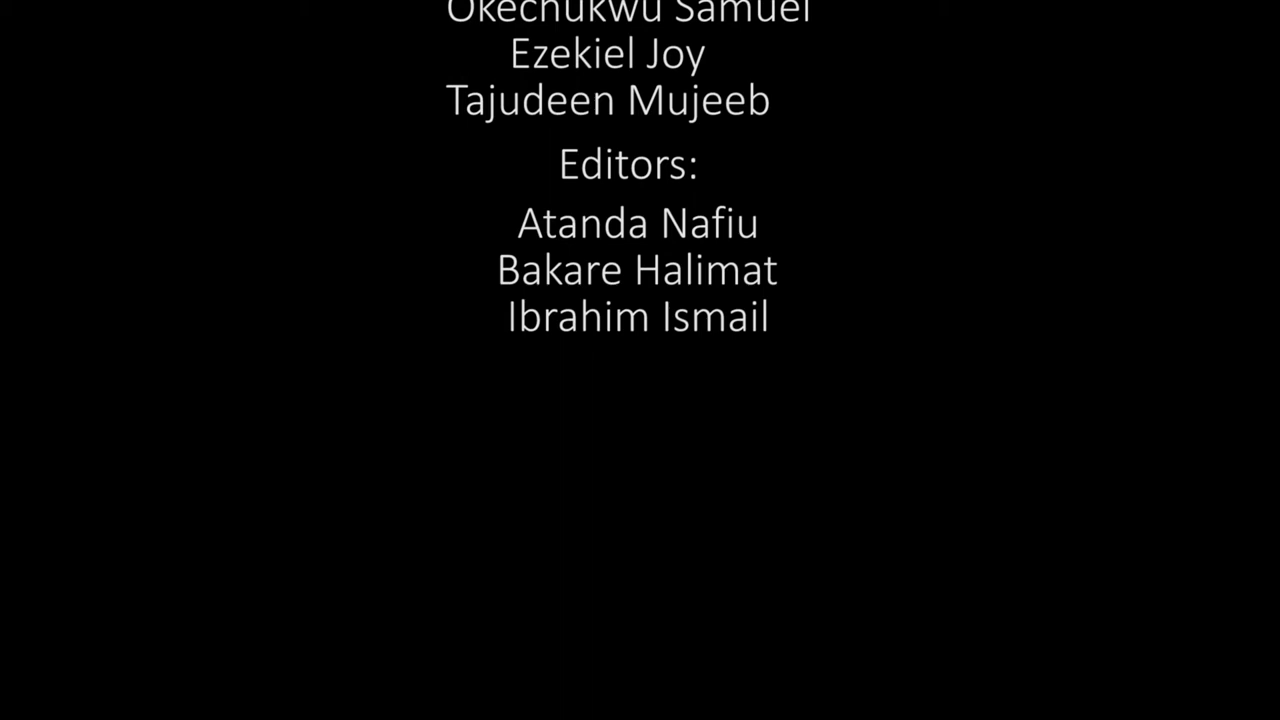 Okechukwu Samuel
Ezekiel Joy
Tajudeen Mujeeb
Editors:
Atanda Nafiu
Bakare Halimat
Ibrahim Ismail